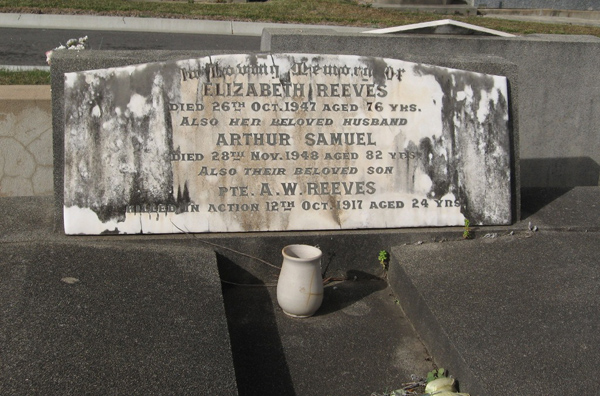 In Loving Memory of
ELIZABETH REEVES
DIED 26TH OCT. 1947 AGED 76 YRS.
ALSO HER BELOVED HUSBAND
ARTHUR SAMUEL
DIED 28TH NOV. 1948 AGED 82 YRS.
ALSO THEIR BELOVED SON
PTE. A.W. REEVES
KILLED IN ACTION 12TH OCT. 1917 AGED 24 YRS